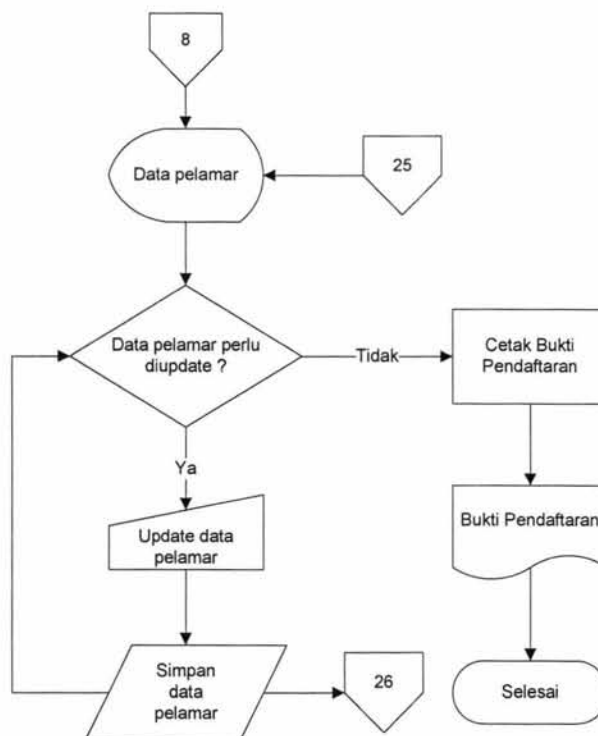 8
Data pelamar
25
Data pelamar perlu
diupdate ?
Tidak
Cetak Bukti
Pendaftaran
Ya
Bukti Pendaftaran
Update data
pelamar
Simpan
data
pelamar
26
Selesai